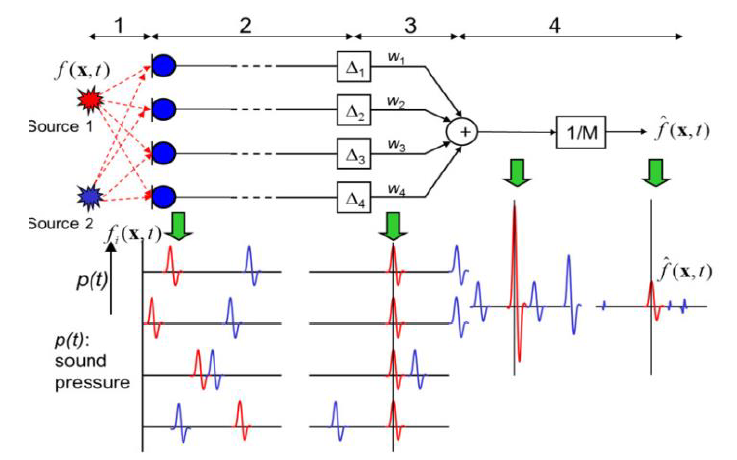 1 2 3 4
f(x,t)
Source 1
Source 2
Δ1 w1
Δ2 w2
Δ3 w3
Δ4 w4
+ 1/M f̂(x,t)
fi(x,t)
p(t)
f̂(x,t)
p(t):
sound
pressure